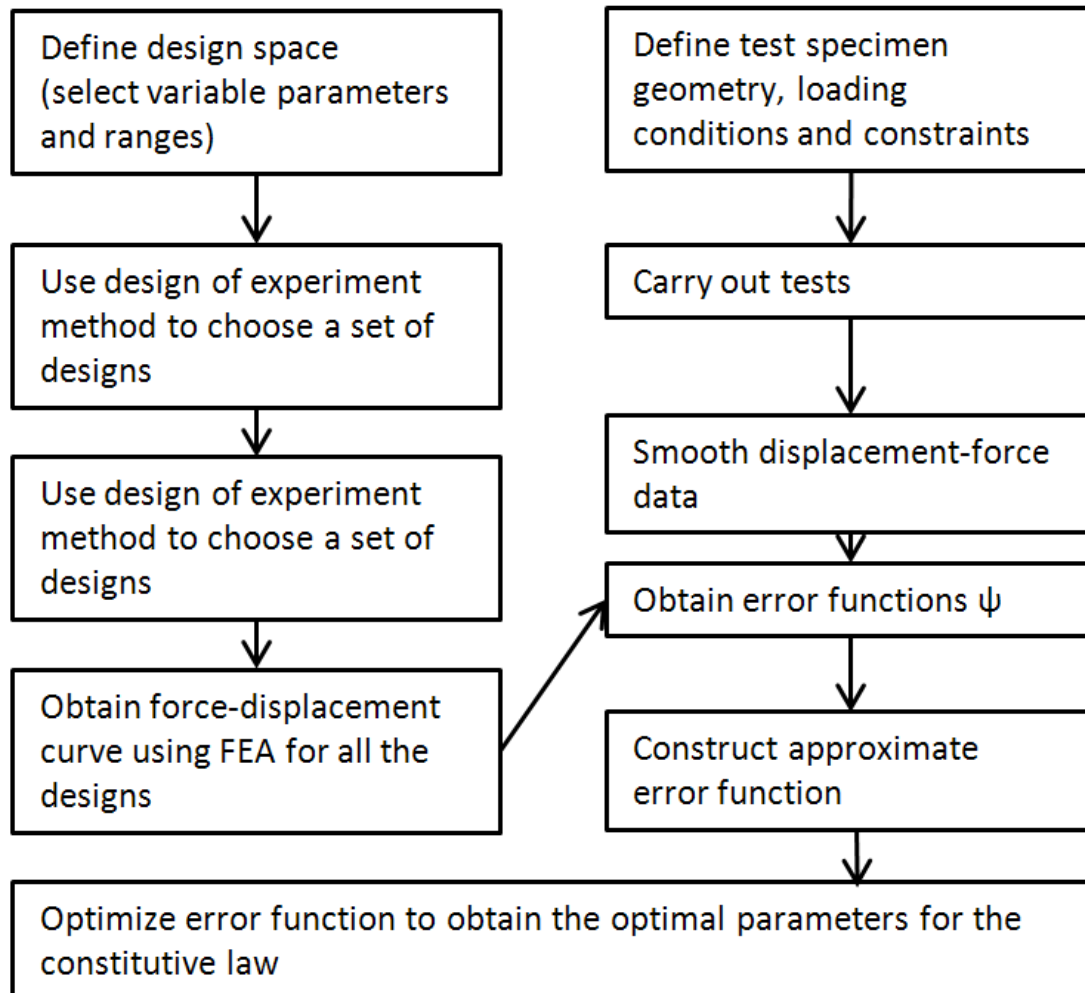 Define design space
(select variable parameters
and ranges)
Use design of experiment
method to choose a set of
designs
Use design of experiment
method to choose a set of
designs
Obtain force-displacement
curve using FEA for all the
designs
Define test specimen
geometry, loading
conditions and constraints
Carry out tests
Smooth displacement-force
data
Obtain error functions ψ
Construct approximate
error function
Optimize error function to obtain the optimal parameters for the
constitutive law